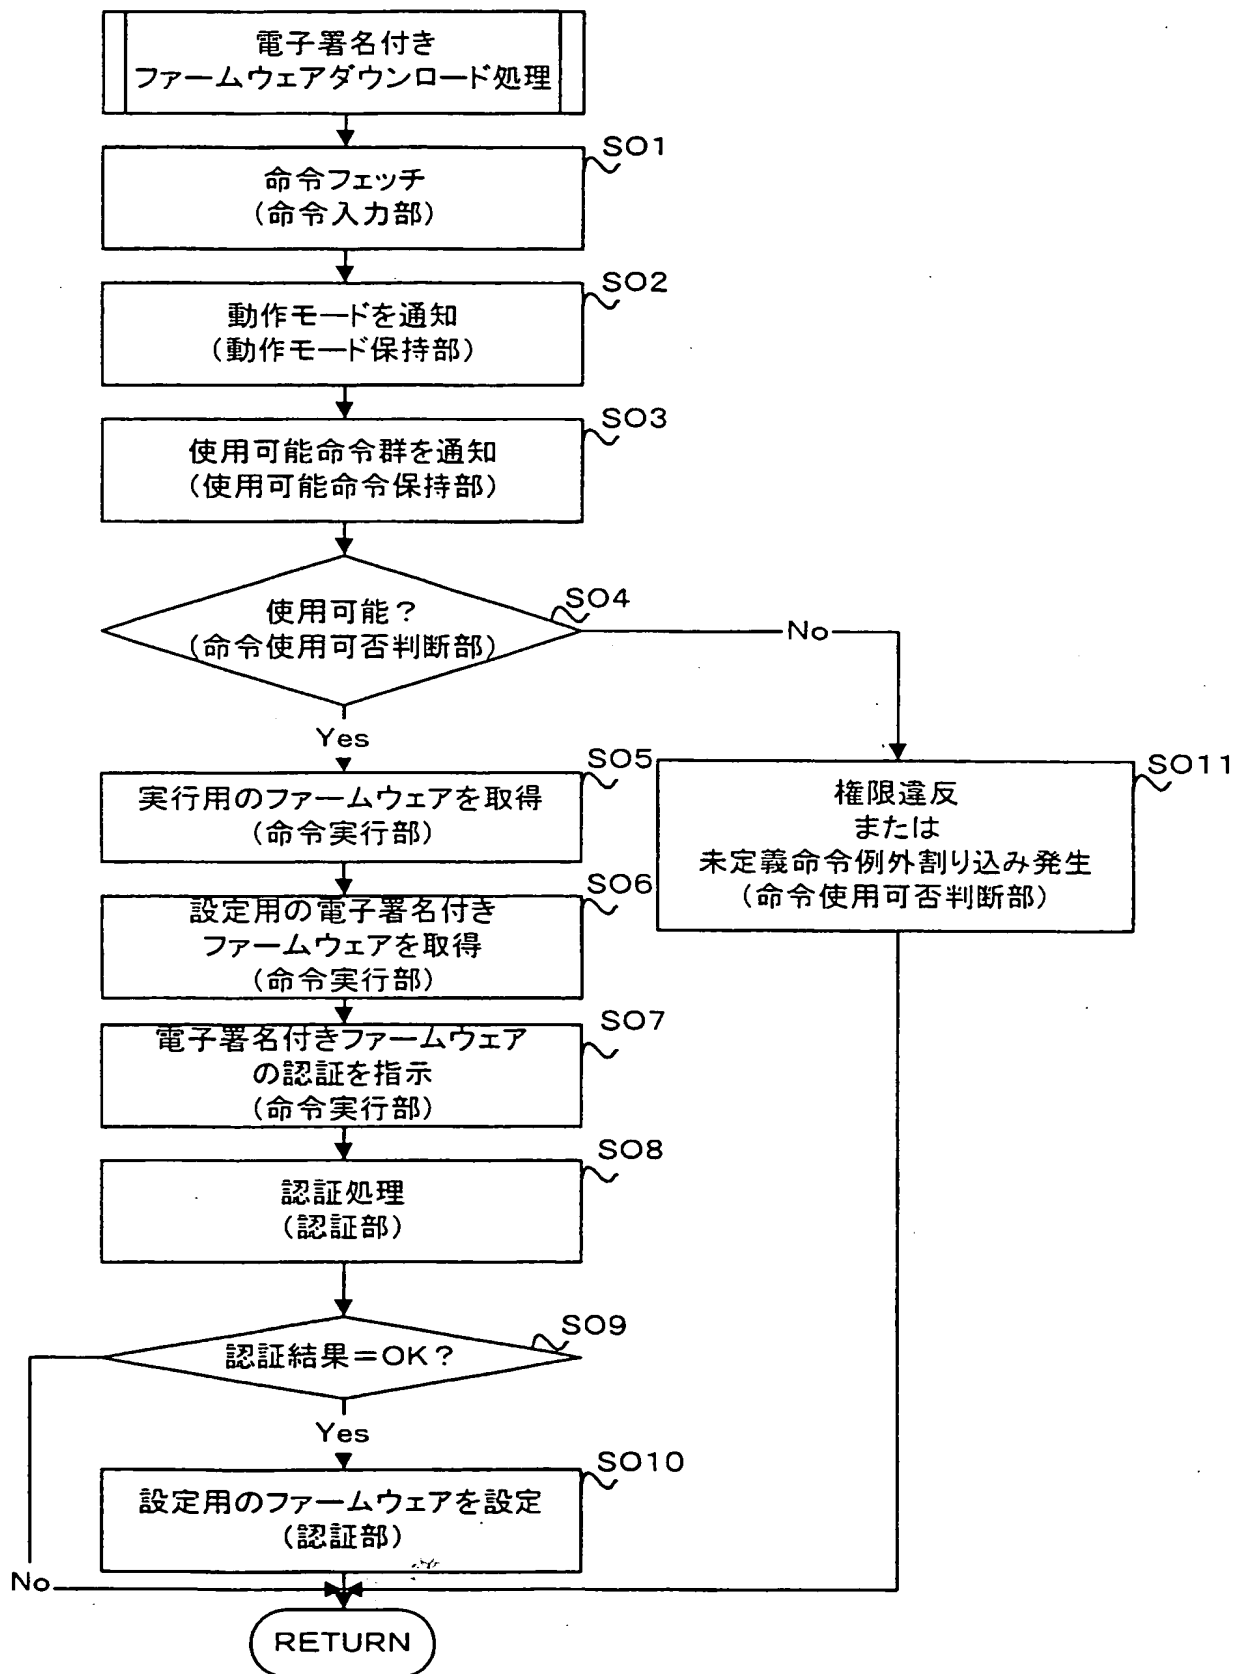 電子署名付き
ファームウェアダウンロード処理
SO1
命令フェッチ
(命令入力部)
SO2
動作モードを通知
(動作モード保持部)
SO3
使用可能命令群を通知
(使用可能命令保持部)
SO4
使用可能？
(命令使用可否判断部)
No
Yes
SO5
実行用のファームウェアを取得
(命令実行部)
SO11
権限違反
または
未定義命令例外割り込み発生
(命令使用可否判断部)
SO6
設定用の電子署名付き
ファームウェアを取得
(命令実行部)
SO7
電子署名付きファームウェア
の認証を指示
(命令実行部)
SO8
認証処理
(認証部)
SO9
認証結果=OK？
Yes
SO10
設定用のファームウェアを設定
(認証部)
No
RETURN